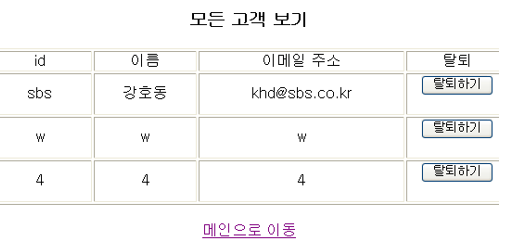 모든 고객 보기
id 이름 이메일 주소 탈퇴
sbs 강호동 khd@sbs.co.kr 탈퇴하기
w w w 탈퇴하기
4 4 4 탈퇴하기
메인으로 이동